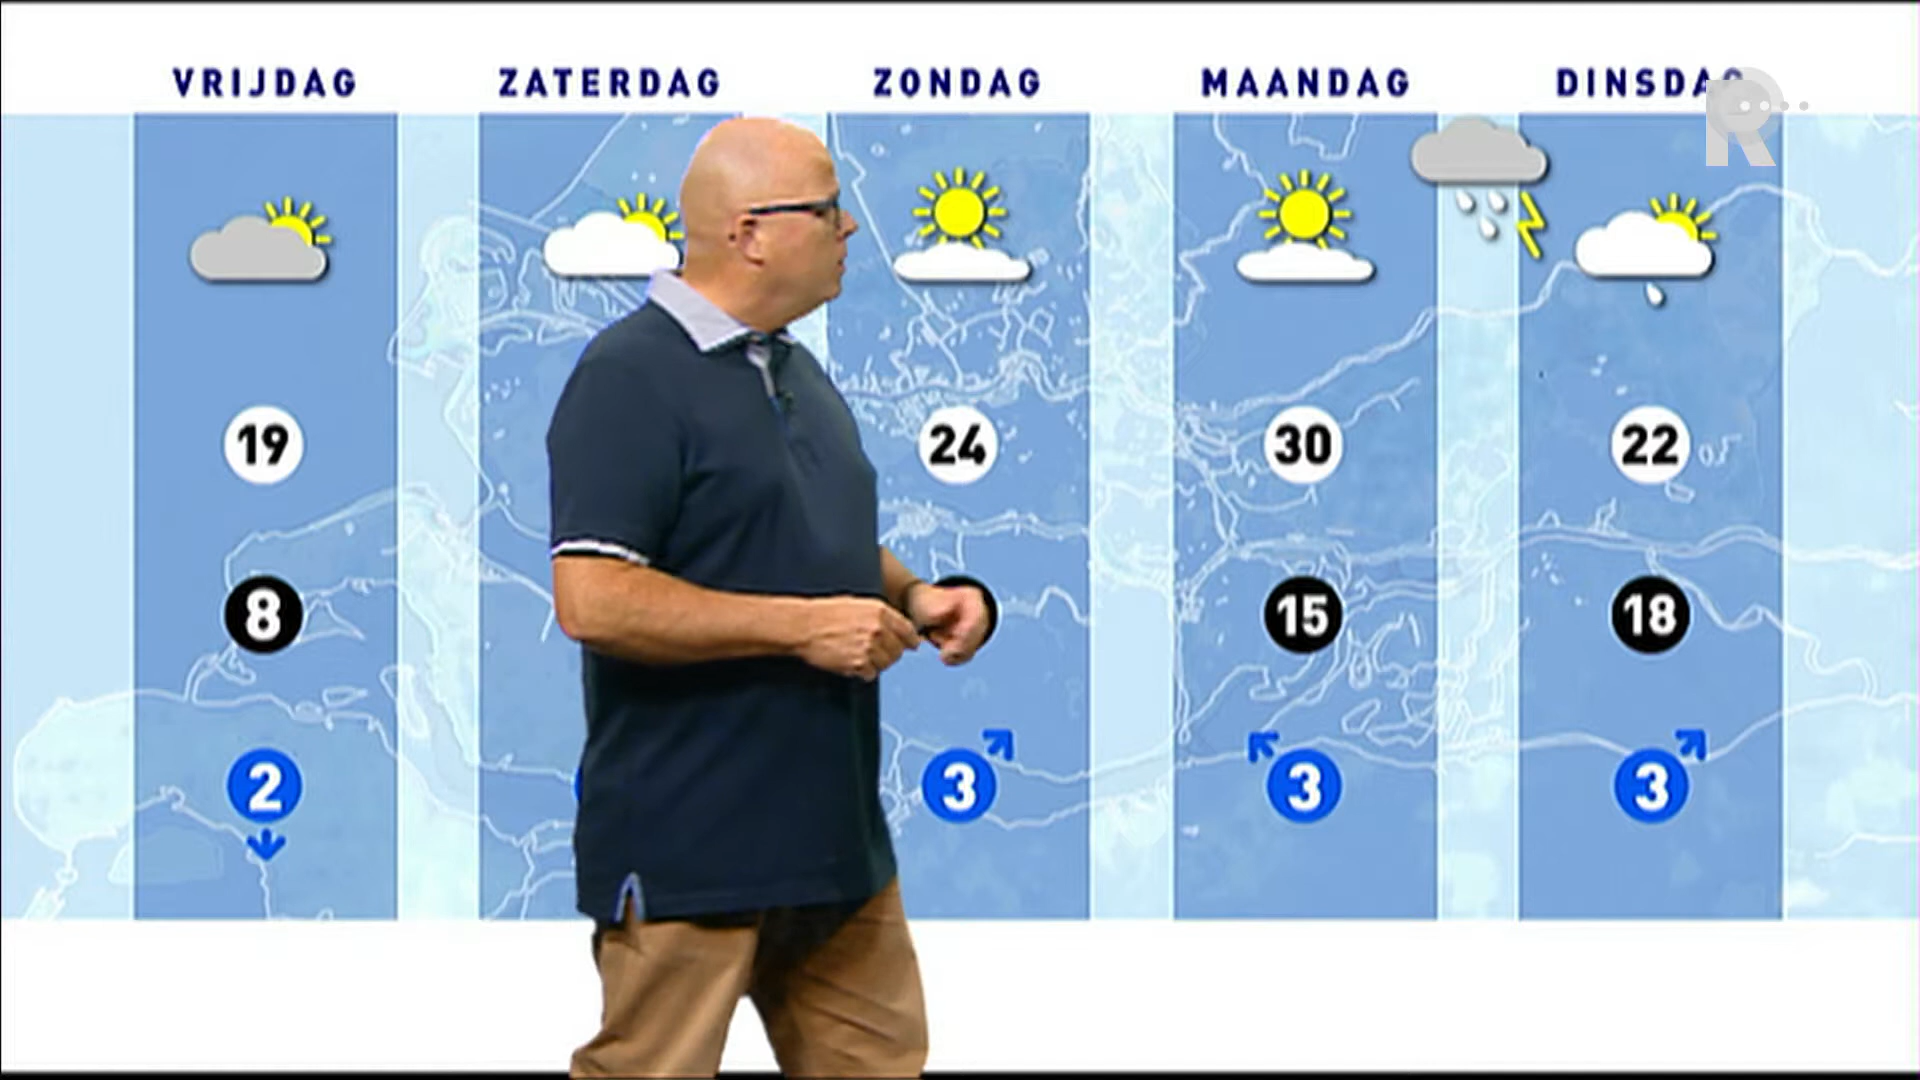 VRIJDAG ZATERDAG ZONDAG MAANDAG DINSDAG
R
19 24 30 22
8 15 18
2 3 3 3